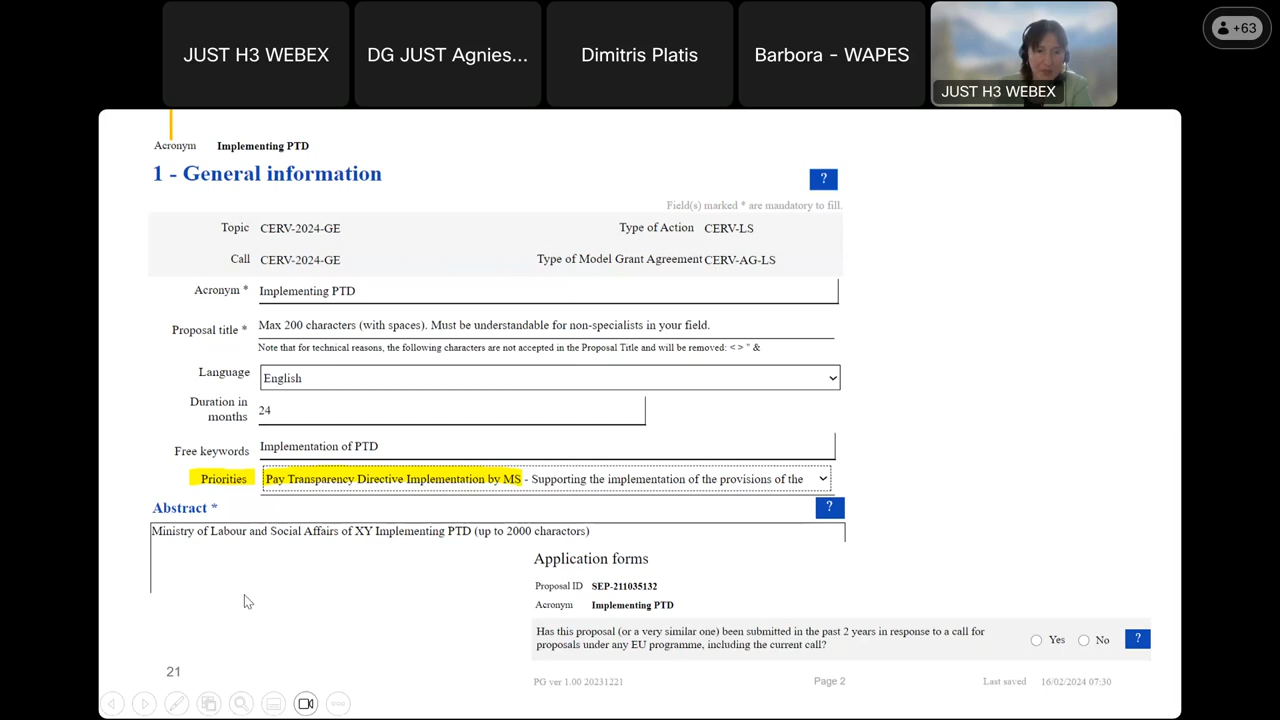 JUST H3 WEBEX
DG JUST Agnies...
Dimitris Platis
Barbora - WAPES
JUST H3 WEBEX
+63
Acronym Implementing PTD
1 - General information
?
Field(s) marked * are mandatory to fill.
Topic CERV-2024-GE Type of Action CERV-LS
Call CERV-2024-GE Type of Model Grant Agreement CERV-AG-LS
Acronym * Implementing PTD
Proposal title * Max 200 characters (with spaces). Must be understandable for non-specialists in your field.
Note that for technical reasons, the following characters are not accepted in the Proposal Title and will be removed: < > " &
Language English
Duration in months 24
Free keywords Implementation of PTD
Priorities Pay Transparency Directive Implementation by MS - Supporting the implementation of the provisions of the
Abstract * ?
Ministry of Labour and Social Affairs of XY Implementing PTD (up to 2000 charactors)
Application forms
Proposal ID SEP-211035132
Acronym Implementing PTD
Has this proposal (or a very similar one) been submitted in the past 2 years in response to a call for
proposals under any EU programme, including the current call? Yes No ?
21
PG ver 1.00 20231221 Page 2 Last saved 16/02/2024 07:30